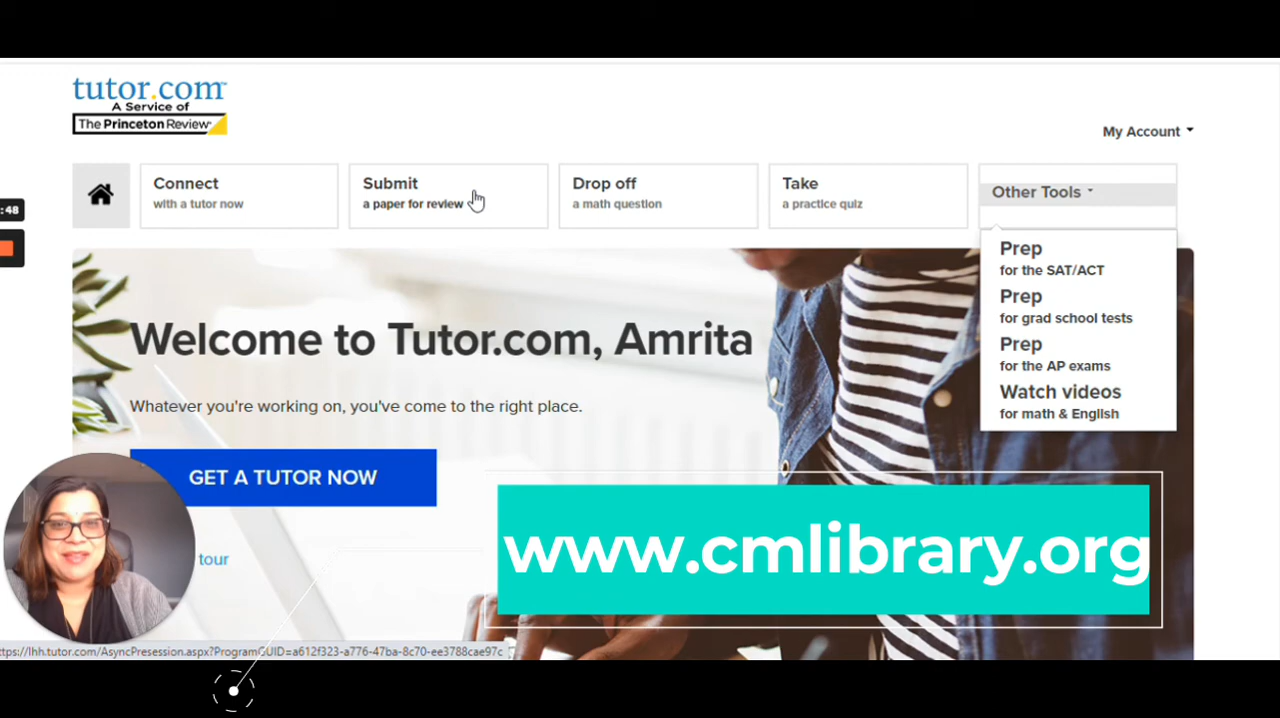 tutor.com
A Service of
The Princeton Review
My Account
Connect
with a tutor now
Submit
a paper for review
Drop off
a math question
Take
a practice quiz
Other Tools
Prep
for the SAT/ACT
Prep
for grad school tests
Prep
for the AP exams
Watch videos
for math & English
:48
Welcome to Tutor.com, Amrita
Whatever you're working on, you've come to the right place.
GET A TUTOR NOW
www.cmlibrary.org
tour
ttps://lhh.tutor.com/AsyncPresession.aspx?ProgramGUID=a612f323-a776-47ba-8c70-ee3788cae97c